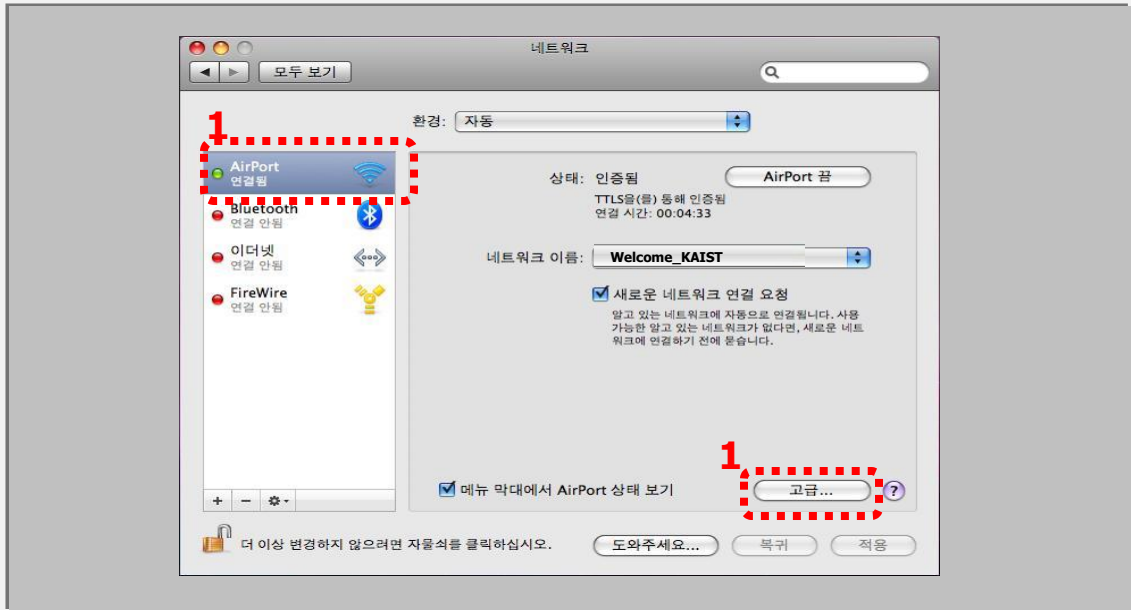 네트워크
모두 보기
1
환경: 자동
AirPort
연결됨
Bluetooth
연결 안됨
이더넷
연결 안됨
FireWire
연결 안됨
상태: 인증됨
AirPort 끔
TTLS을(를) 통해 인증됨
연결 시간: 00:04:33
네트워크 이름: Welcome_KAIST
새로운 네트워크 연결 요청
알고 있는 네트워크에 자동으로 연결됩니다. 사용
가능한 알고 있는 네트워크가 없다면, 새로운 네트
워크에 연결하기 전에 묻습니다.
1
메뉴 막대에서 AirPort 상태 보기
고급...
?
+ −
더 이상 변경하지 않으려면 자물쇠를 클릭하십시오.
도와주세요...
복귀
적용